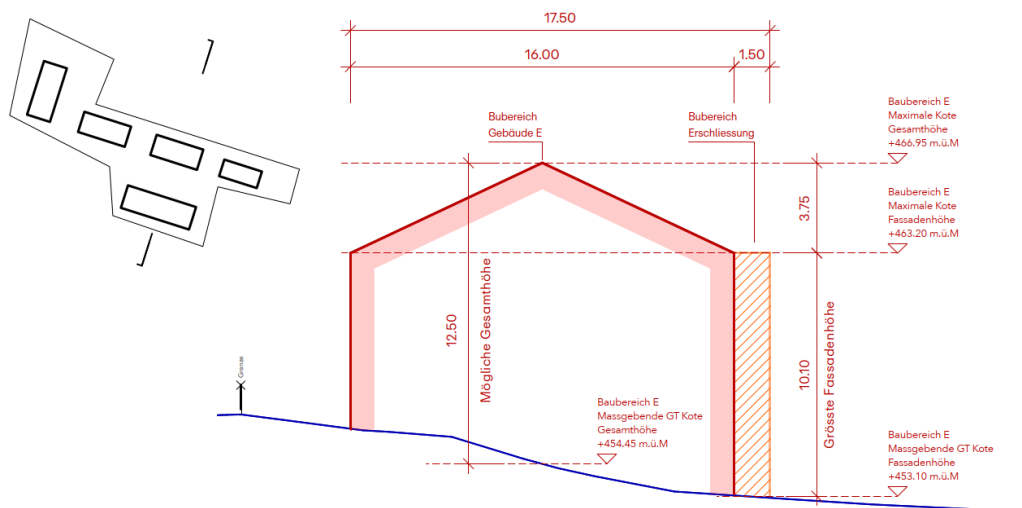 17.50
16.00
1.50
Bubereich
Gebäude E
Bubereich
Erschliessung
Baubereich E
Maximale Kote
Gesamthöhe
+466.95 m.ü.M
3.75
Baubereich E
Maximale Kote
Fassadenhöhe
+463.20 m.ü.M
12.50
Mögliche Gesamthöhe
10.10
Grösste Fassadenhöhe
Grenze
Baubereich E
Massgebende GT Kote
Gesamthöhe
+454.45 m.ü.M
Baubereich E
Massgebende GT Kote
Fassadenhöhe
+453.10 m.ü.M